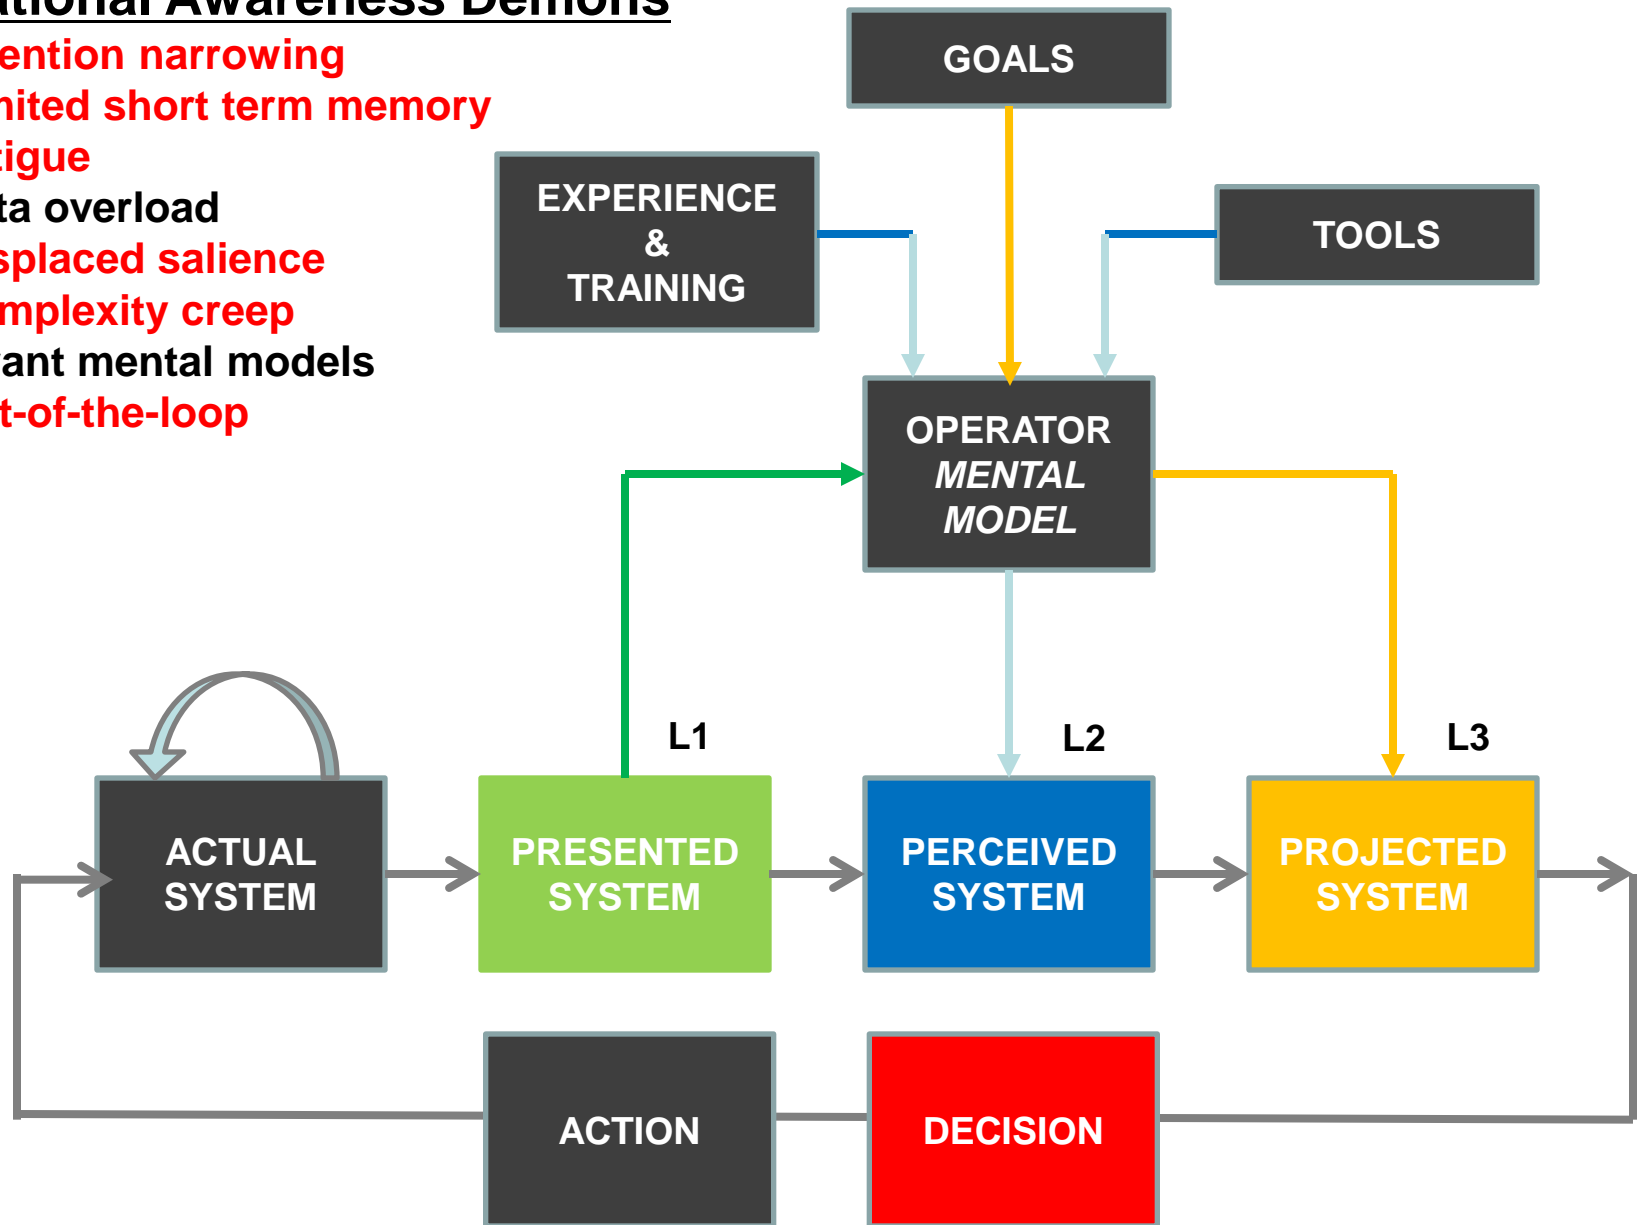 ational Awareness Demons
ention narrowing
mited short term memory
tigue
ta overload
splaced salience
mplexity creep
ant mental models
t-of-the-loop
GOALS
EXPERIENCE
&
TRAINING
TOOLS
OPERATOR
MENTAL
MODEL
L1
L2
L3
ACTUAL
SYSTEM
PRESENTED
SYSTEM
PERCEIVED
SYSTEM
PROJECTED
SYSTEM
ACTION
DECISION